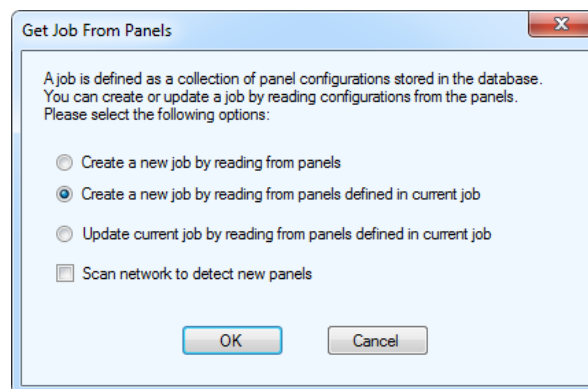 Get Job From Panels
A job is defined as a collection of panel configurations stored in the database.
You can create or update a job by reading configurations from the panels.
Please select the following options:
Create a new job by reading from panels
Create a new job by reading from panels defined in current job
Update current job by reading from panels defined in current job
Scan network to detect new panels
OK
Cancel